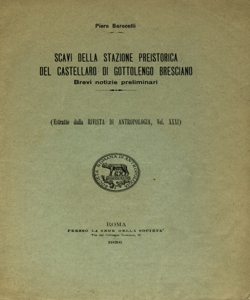 Piero Barocelli
SCAVI DELLA STAZIONE PREISTORICA
DEL CASTELLARO DI GOTTOLENGO BRESCIANO
Brevi notizie preliminari
(Estratto dalla RIVISTA DI ANTROPOLOGIA, Vol. XXXI)
ROMA
PRESSO LA SEDE DELLA SOCIETÀ